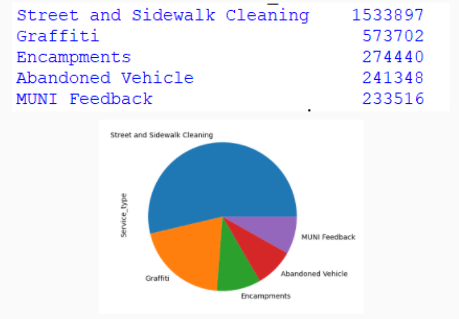 Street and Sidewalk Cleaning 1533897
Graffiti 573702
Encampments 274440
Abandoned Vehicle 241348
MUNI Feedback 233516
Street and Sidewalk Cleaning
Service_type
MUNI Feedback
Abandoned Vehicle
Graffiti
Encampments